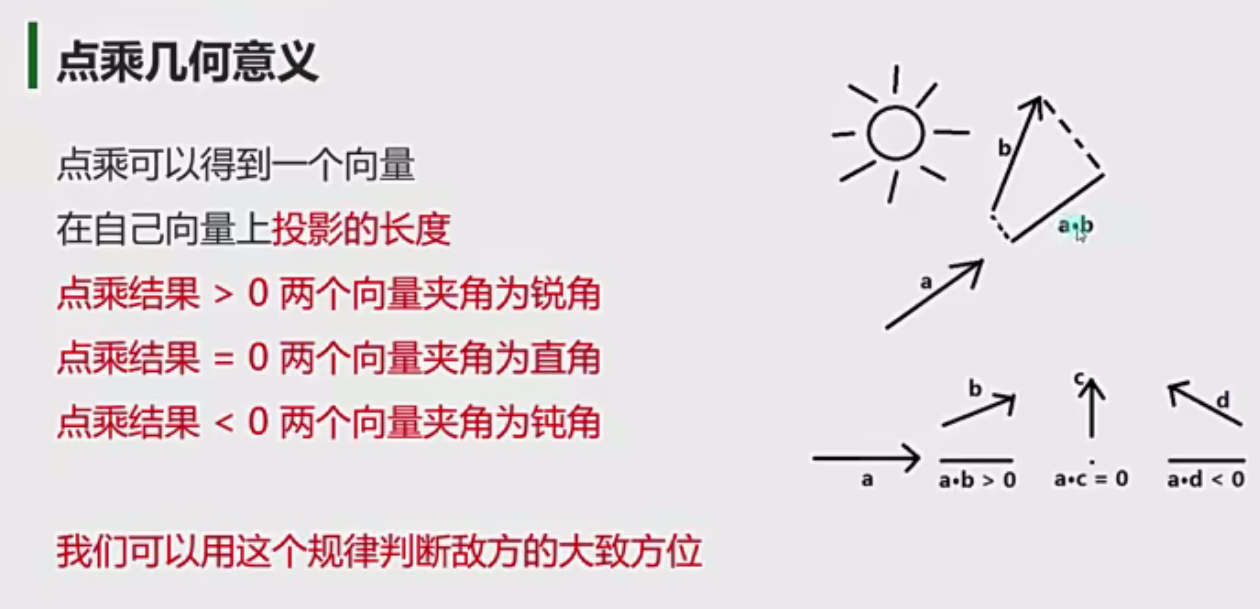 点乘几何意义
点乘可以得到一个向量
在自己向量上投影的长度
点乘结果 > 0 两个向量夹角为锐角
点乘结果 = 0 两个向量夹角为直角
点乘结果 < 0 两个向量夹角为钝角
我们可以用这个规律判断敌方的大致方位
b
a•b
a
b
c
d
a
a•b > 0
a•c = 0
a•d < 0